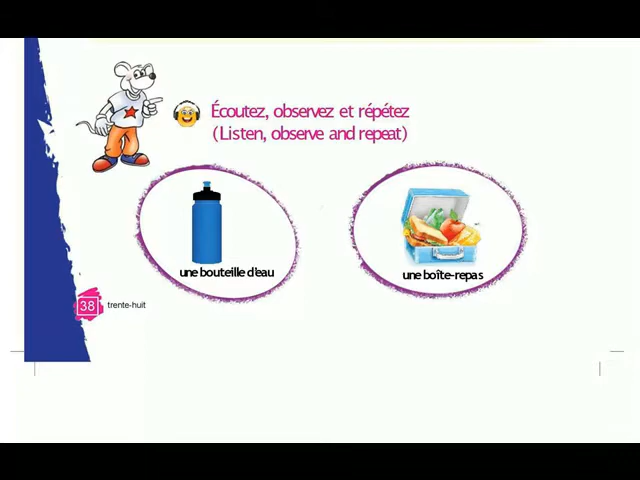 Écoutez, observez et répétez
(Listen, observe and repeat)
une bouteille d'eau
une boîte-repas
38 trente-huit